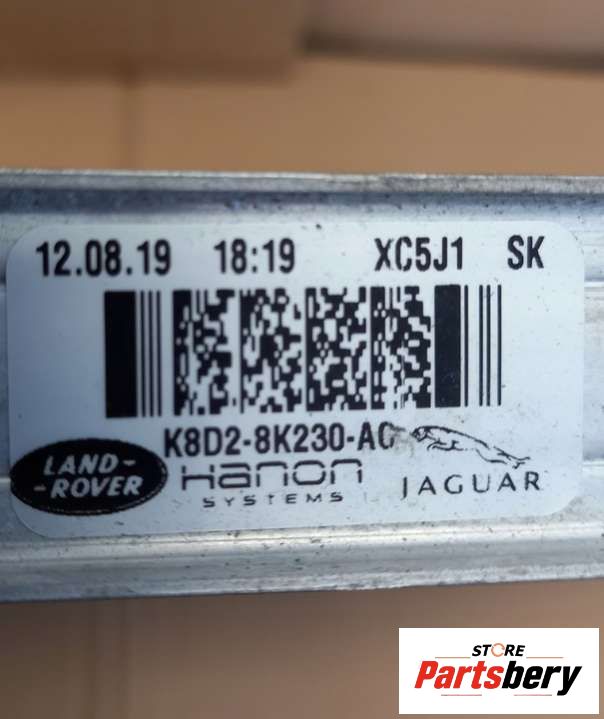 12.08.19 18:19 XC5J1 SK
K8D2-8K230-AC
LAND-
-ROVER
Hanon
SYSTEMS
JAGUAR
STORE
Partsbery